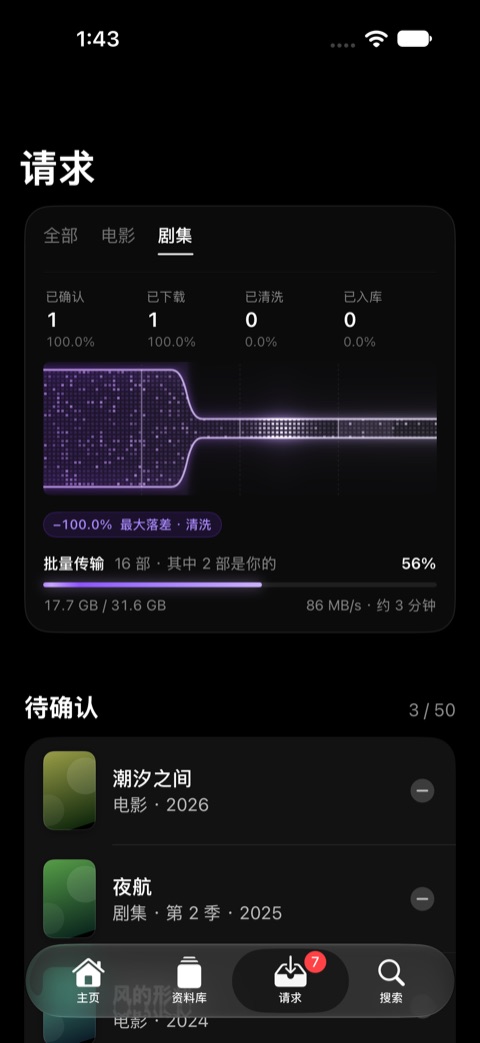 1:43
请求
全部 电影 剧集
已确认 已下载 已清洗 已入库
1 1 0 0
100.0% 100.0% 0.0% 0.0%
−100.0% 最大落差 · 清洗
批量传输 16 部 · 其中 2 部是你的 56%
17.7 GB / 31.6 GB 86 MB/s · 约 3 分钟
待确认 3 / 50
潮汐之间
电影 · 2026
夜航
剧集 · 第 2 季 · 2025
风的形
7
主页 资料库 请求 搜索
电影 · 2024